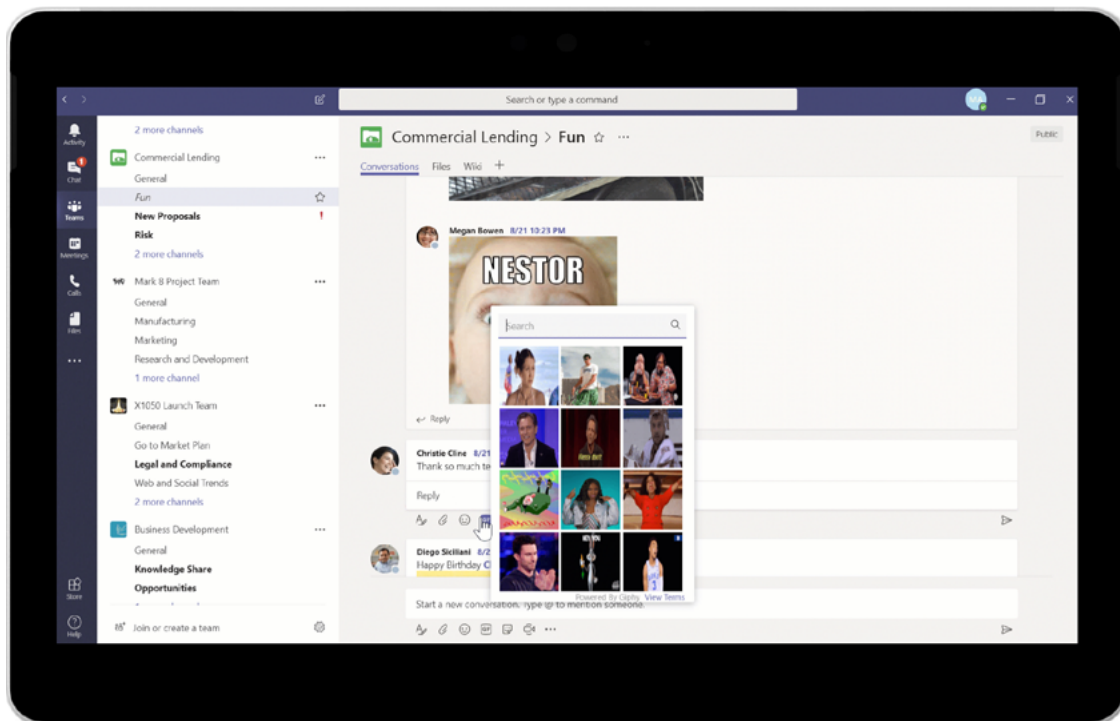 Search or type a command
MA
Activity
Chat
1
Teams
Meetings
Calls
Files
Store
Help
2 more channels
Commercial Lending
General
Fun
New Proposals
Risk
2 more channels
Mark 8 Project Team
General
Manufacturing
Marketing
Research and Development
1 more channel
X1050 Launch Team
General
Go to Market Plan
Legal and Compliance
Web and Social Trends
2 more channels
Business Development
General
Knowledge Share
Opportunities
Join or create a team
Commercial Lending > Fun
Public
Conversations Files Wiki +
Megan Bowen 8/21 10:23 PM
NESTOR
Reply
Search
Christie Cline 8/21
Thank so much
Reply
Diego Siciliani
Happy Birthday
Powered By Giphy View Terms
Start a new conversation. Type @ to mention someone.
GIF